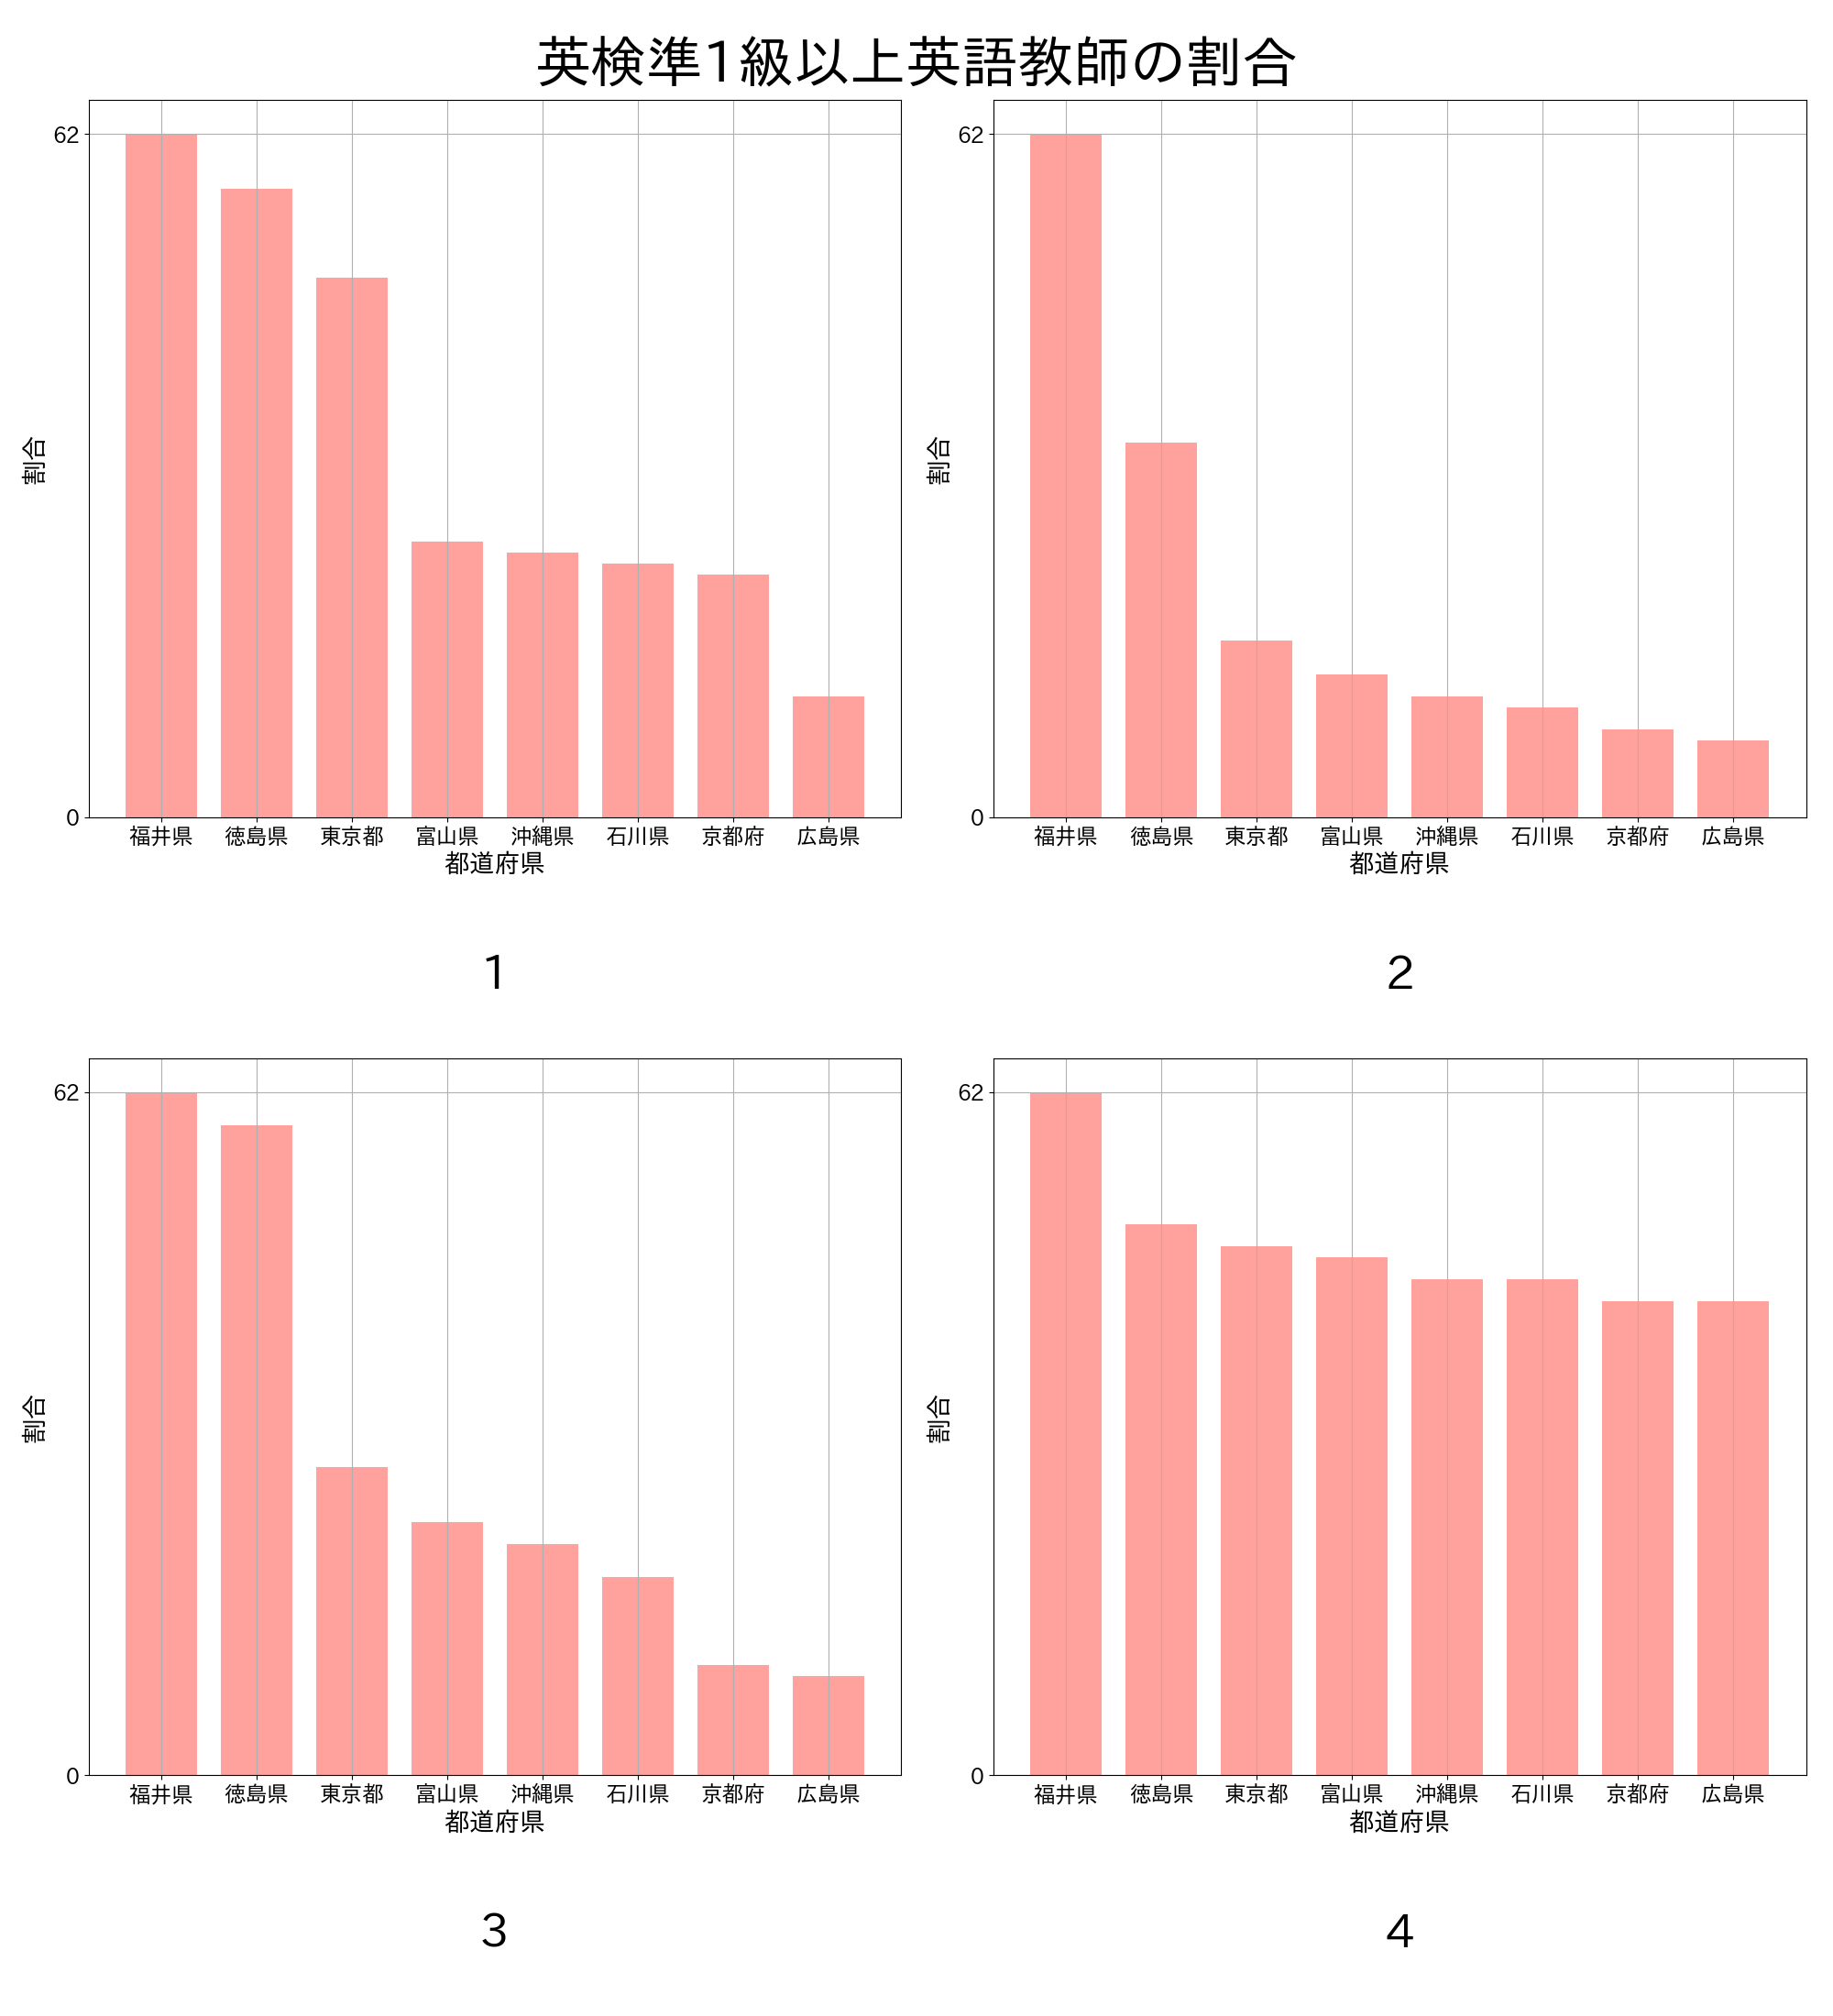 英検準1級以上英語教師の割合
62
0
割合
福井県 徳島県 東京都 富山県 沖縄県 石川県 京都府 広島県
都道府県
1
62
0
割合
福井県 徳島県 東京都 富山県 沖縄県 石川県 京都府 広島県
都道府県
2
62
0
割合
福井県 徳島県 東京都 富山県 沖縄県 石川県 京都府 広島県
都道府県
3
62
0
割合
福井県 徳島県 東京都 富山県 沖縄県 石川県 京都府 広島県
都道府県
4